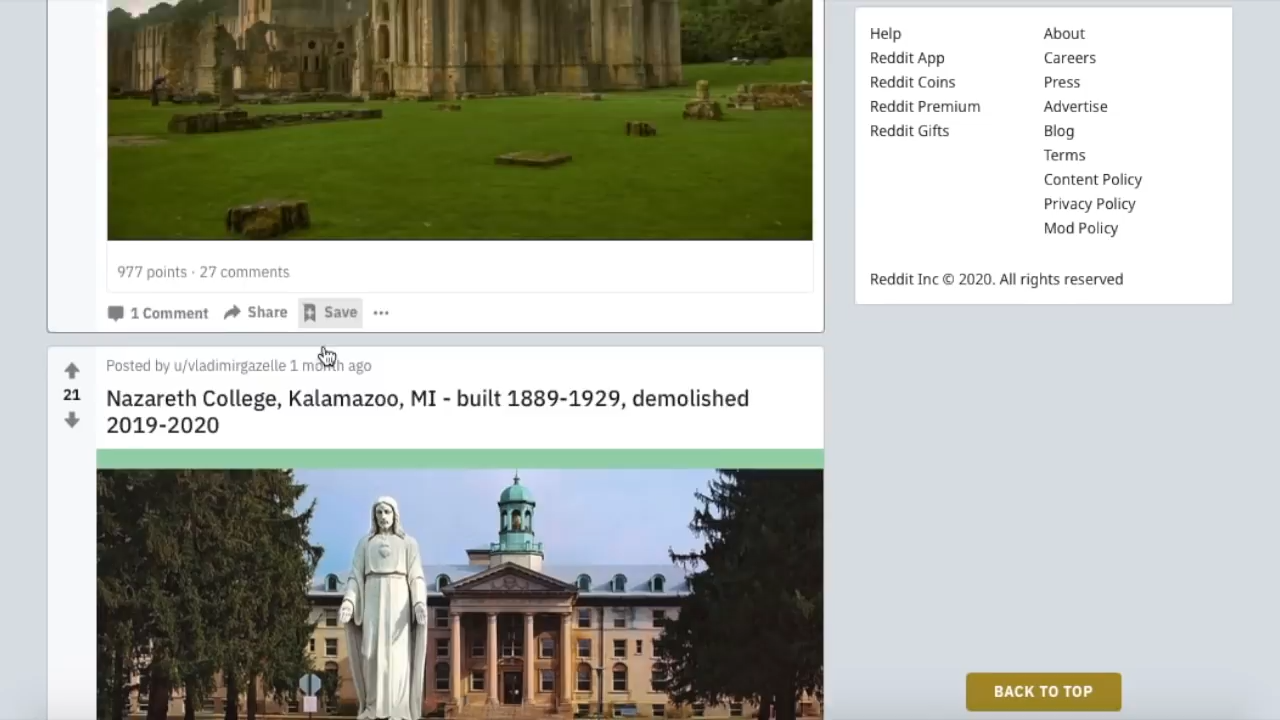 977 points · 27 comments
1 Comment Share Save
Posted by u/vladimirgazelle 1 month ago
21
Nazareth College, Kalamazoo, MI - built 1889-1929, demolished
2019-2020
Help
Reddit App
Reddit Coins
Reddit Premium
Reddit Gifts
About
Careers
Press
Advertise
Blog
Terms
Content Policy
Privacy Policy
Mod Policy
Reddit Inc © 2020. All rights reserved
BACK TO TOP